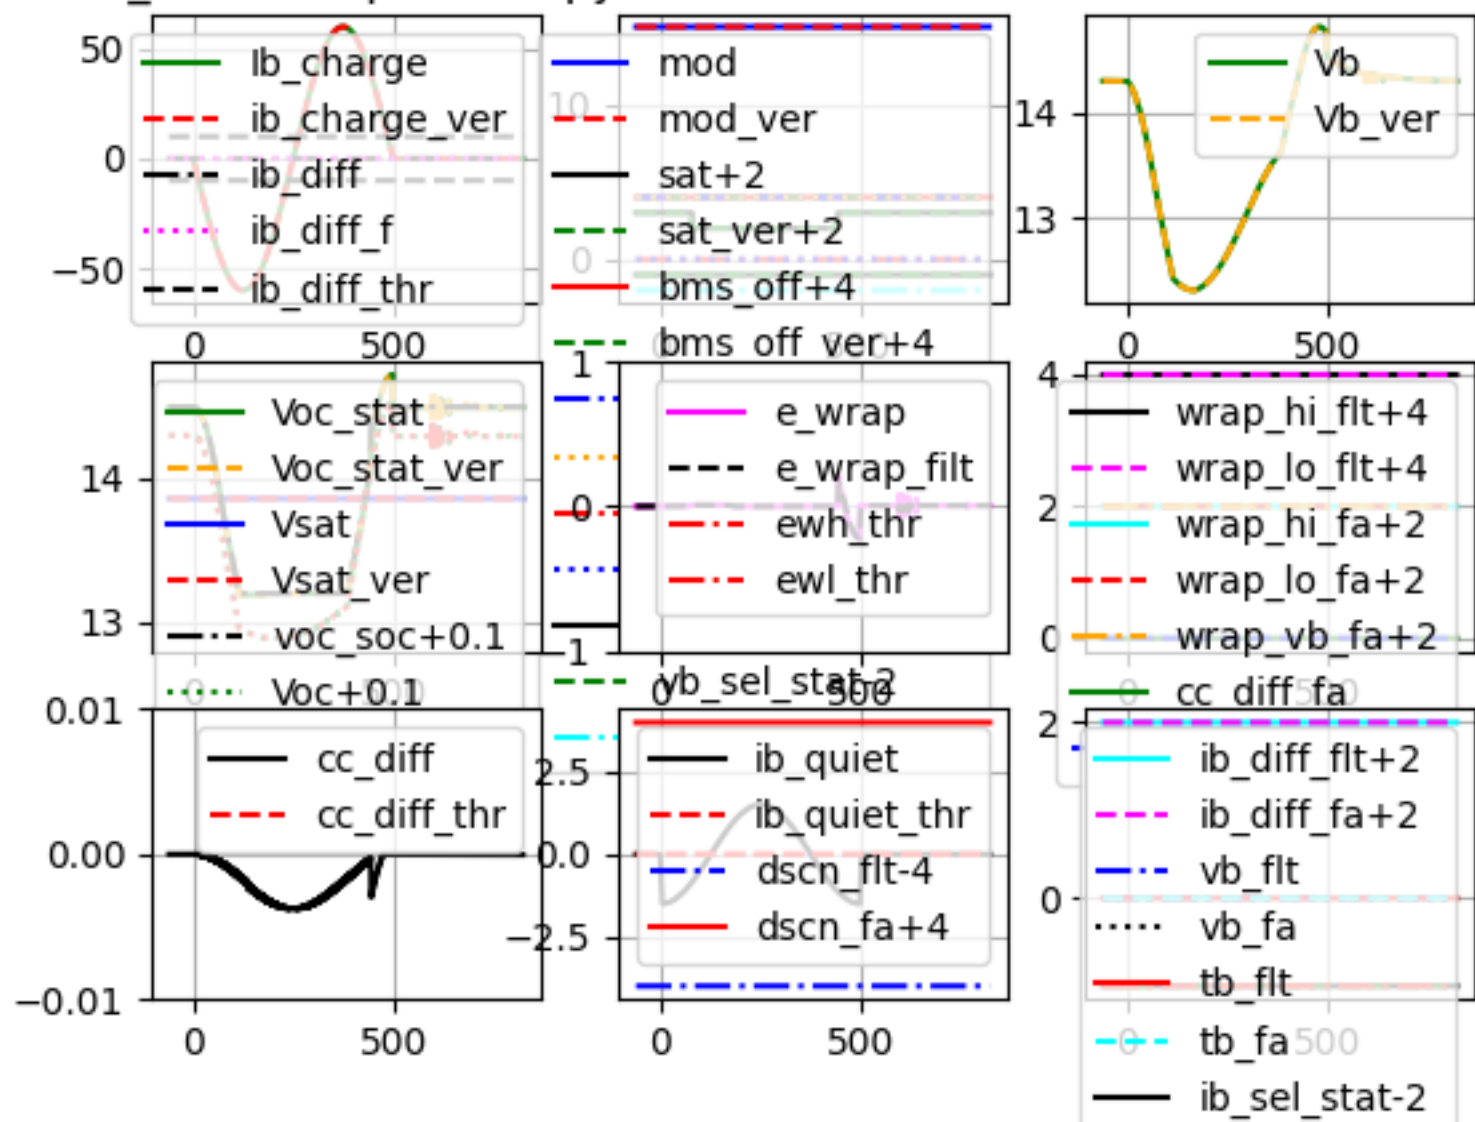 50
0
−50
Ib_charge
ib_charge_ver
ib_diff
ib_diff_f
ib_diff_thr
0 500
10
0
mod
mod_ver
sat+2
sat_ver+2
bms_off+4
bms_off_ver+4
14
13
Vb
Vb_ver
0 500
14
13
Voc_stat
Voc_stat_ver
Vsat
Vsat_ver
voc_soc+0.1
Voc+0.1
1
0
−1
e_wrap
e_wrap_filt
ewh_thr
ewl_thr
vb_sel_stat-2
0 500
4
2
0
wrap_hi_flt+4
wrap_lo_flt+4
wrap_hi_fa+2
wrap_lo_fa+2
wrap_vb_fa+2
cc_diff_fa
0.01
0.00
−0.01
cc_diff
cc_diff_thr
0 500
2.5
0.0
−2.5
ib_quiet
ib_quiet_thr
dscn_flt-4
dscn_fa+4
0 500
2
0
ib_diff_flt+2
ib_diff_fa+2
vb_flt
vb_fa
tb_flt
tb_fa
ib_sel_stat-2
0 500